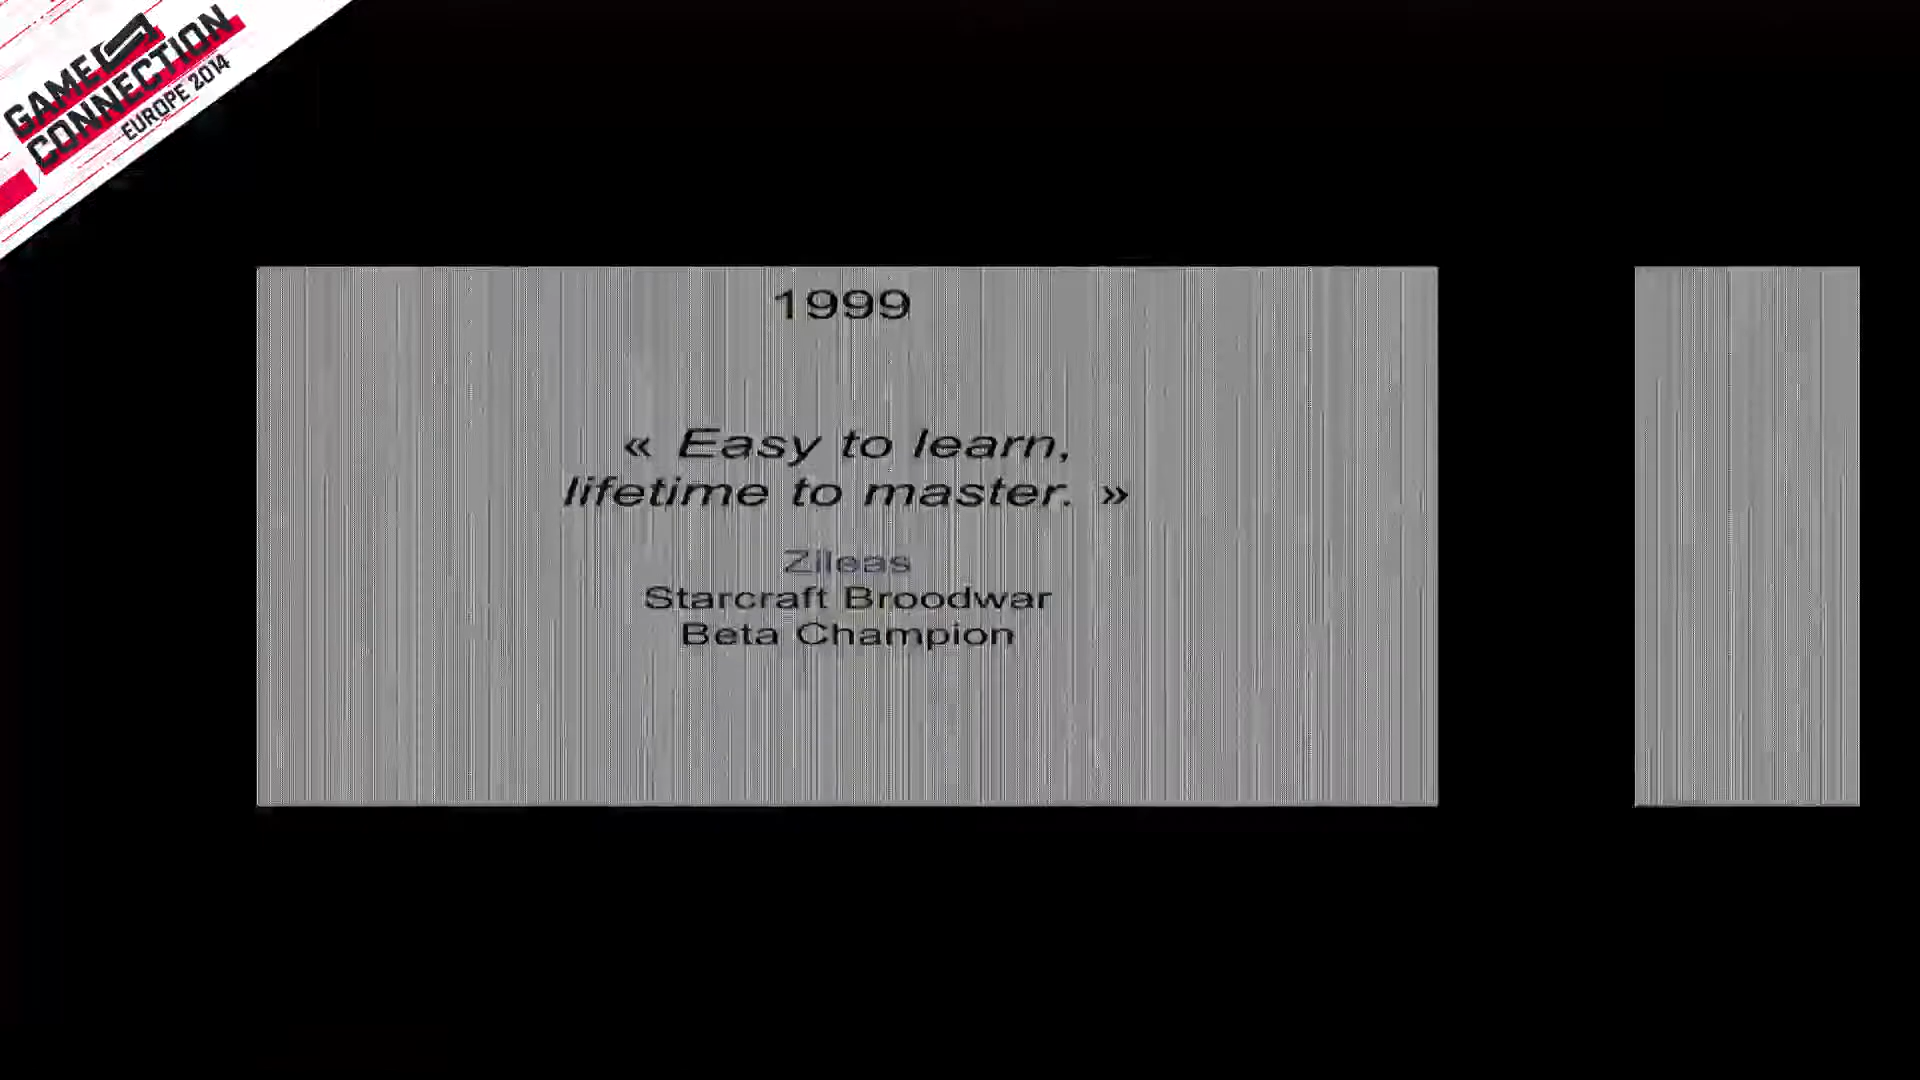 GAME
CONNECTION
EUROPE 2014
1999
« Easy to learn,
lifetime to master. »
Zileas
Starcraft Broodwar
Beta Champion